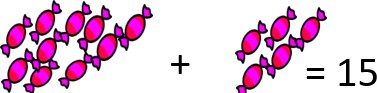 + = 15